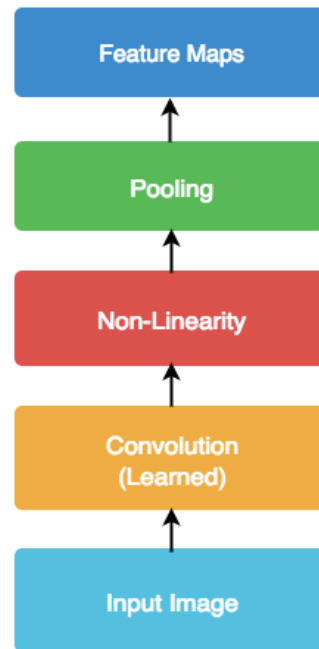 Feature Maps
Pooling
Non-Linearity
Convolution
(Learned)
Input Image